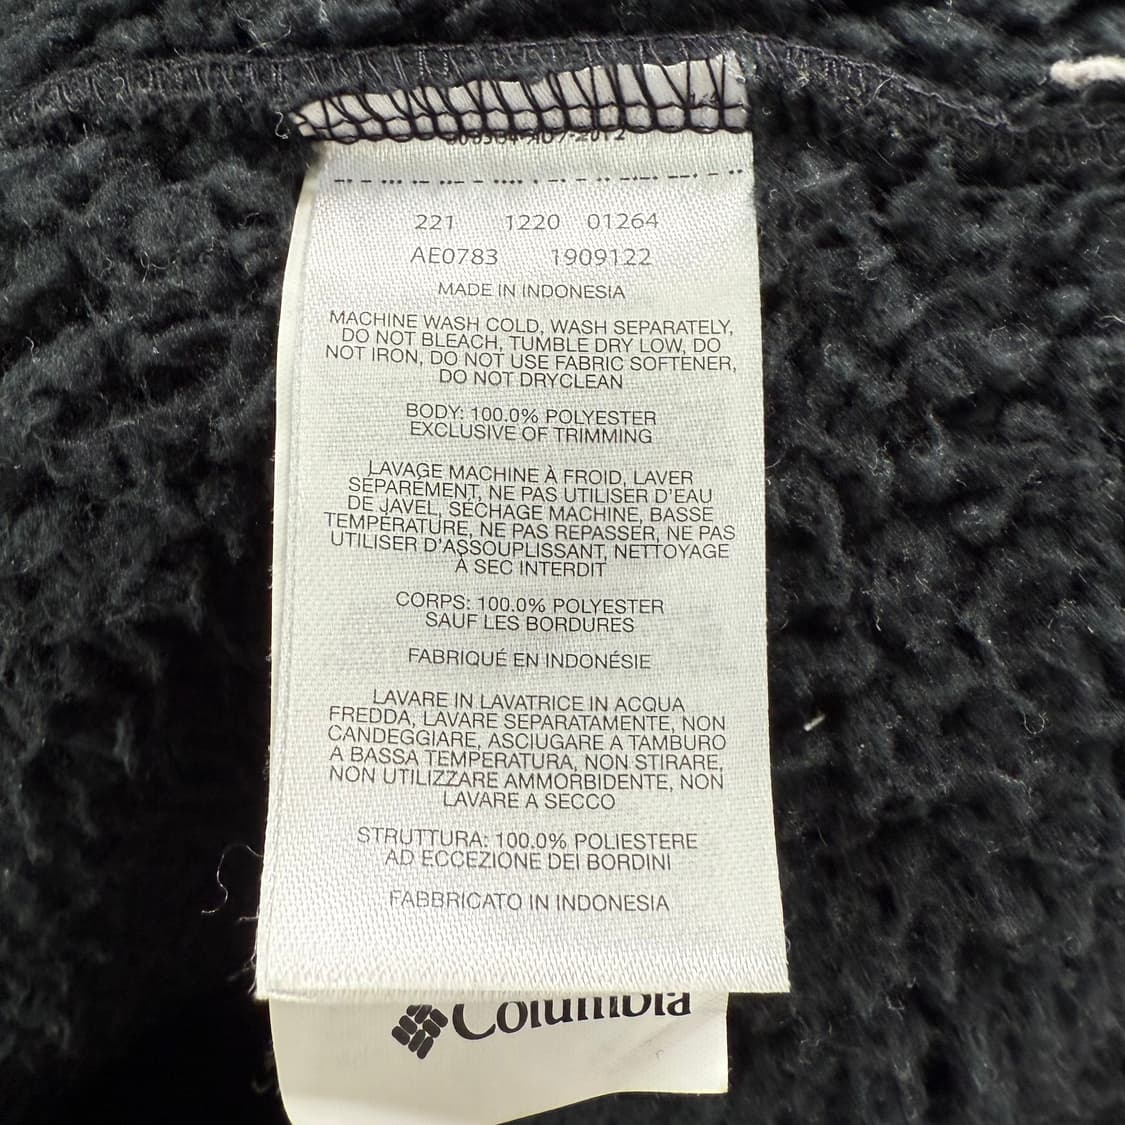 221 1220 01264
AE0783 1909122
MADE IN INDONESIA
MACHINE WASH COLD, WASH SEPARATELY,
DO NOT BLEACH, TUMBLE DRY LOW, DO
NOT IRON, DO NOT USE FABRIC SOFTENER,
DO NOT DRYCLEAN
BODY: 100.0% POLYESTER
EXCLUSIVE OF TRIMMING
LAVAGE MACHINE À FROID, LAVER
SÉPARÉMENT, NE PAS UTILISER D'EAU
DE JAVEL, SÉCHAGE MACHINE, BASSE
TEMPÉRATURE, NE PAS REPASSER, NE PAS
UTILISER D'ASSOUPLISSANT, NETTOYAGE
À SEC INTERDIT
CORPS: 100.0% POLYESTER
SAUF LES BORDURES
FABRIQUÉ EN INDONÉSIE
LAVARE IN LAVATRICE IN ACQUA
FREDDA, LAVARE SEPARATAMENTE, NON
CANDEGGIARE, ASCIUGARE A TAMBURO
A BASSA TEMPERATURA, NON STIRARE,
NON UTILIZZARE AMMORBIDENTE, NON
LAVARE A SECCO
STRUTTURA: 100.0% POLIESTERE
AD ECCEZIONE DEI BORDINI
FABBRICATO IN INDONESIA
Columbia